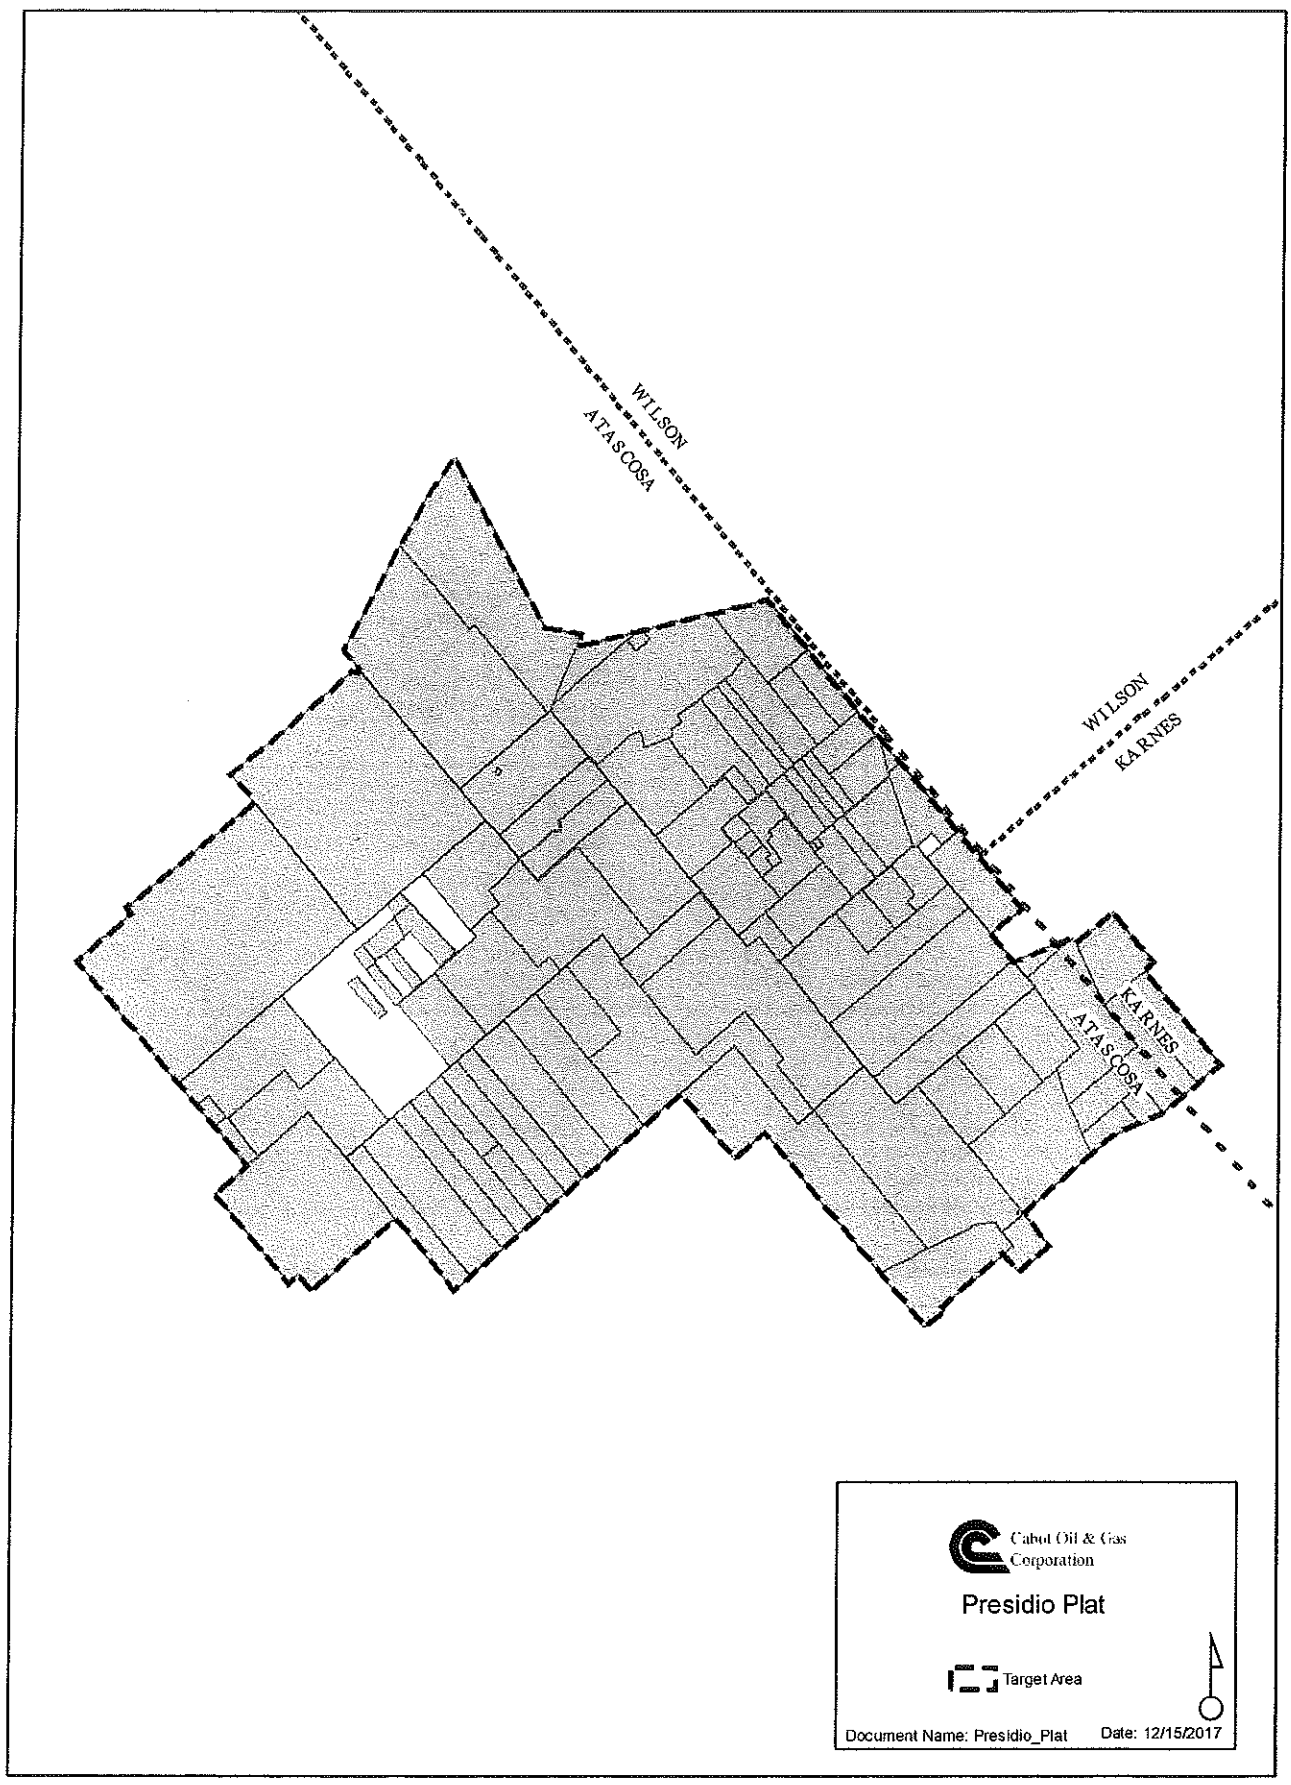 WILSON
ATASCOSA
WILSON
KARNES
KARNES
ATASCOSA
Cabot Oil & Gas
Corporation
Presidio Plat
Target Area
Document Name: Presidio_Plat Date: 12/15/2017